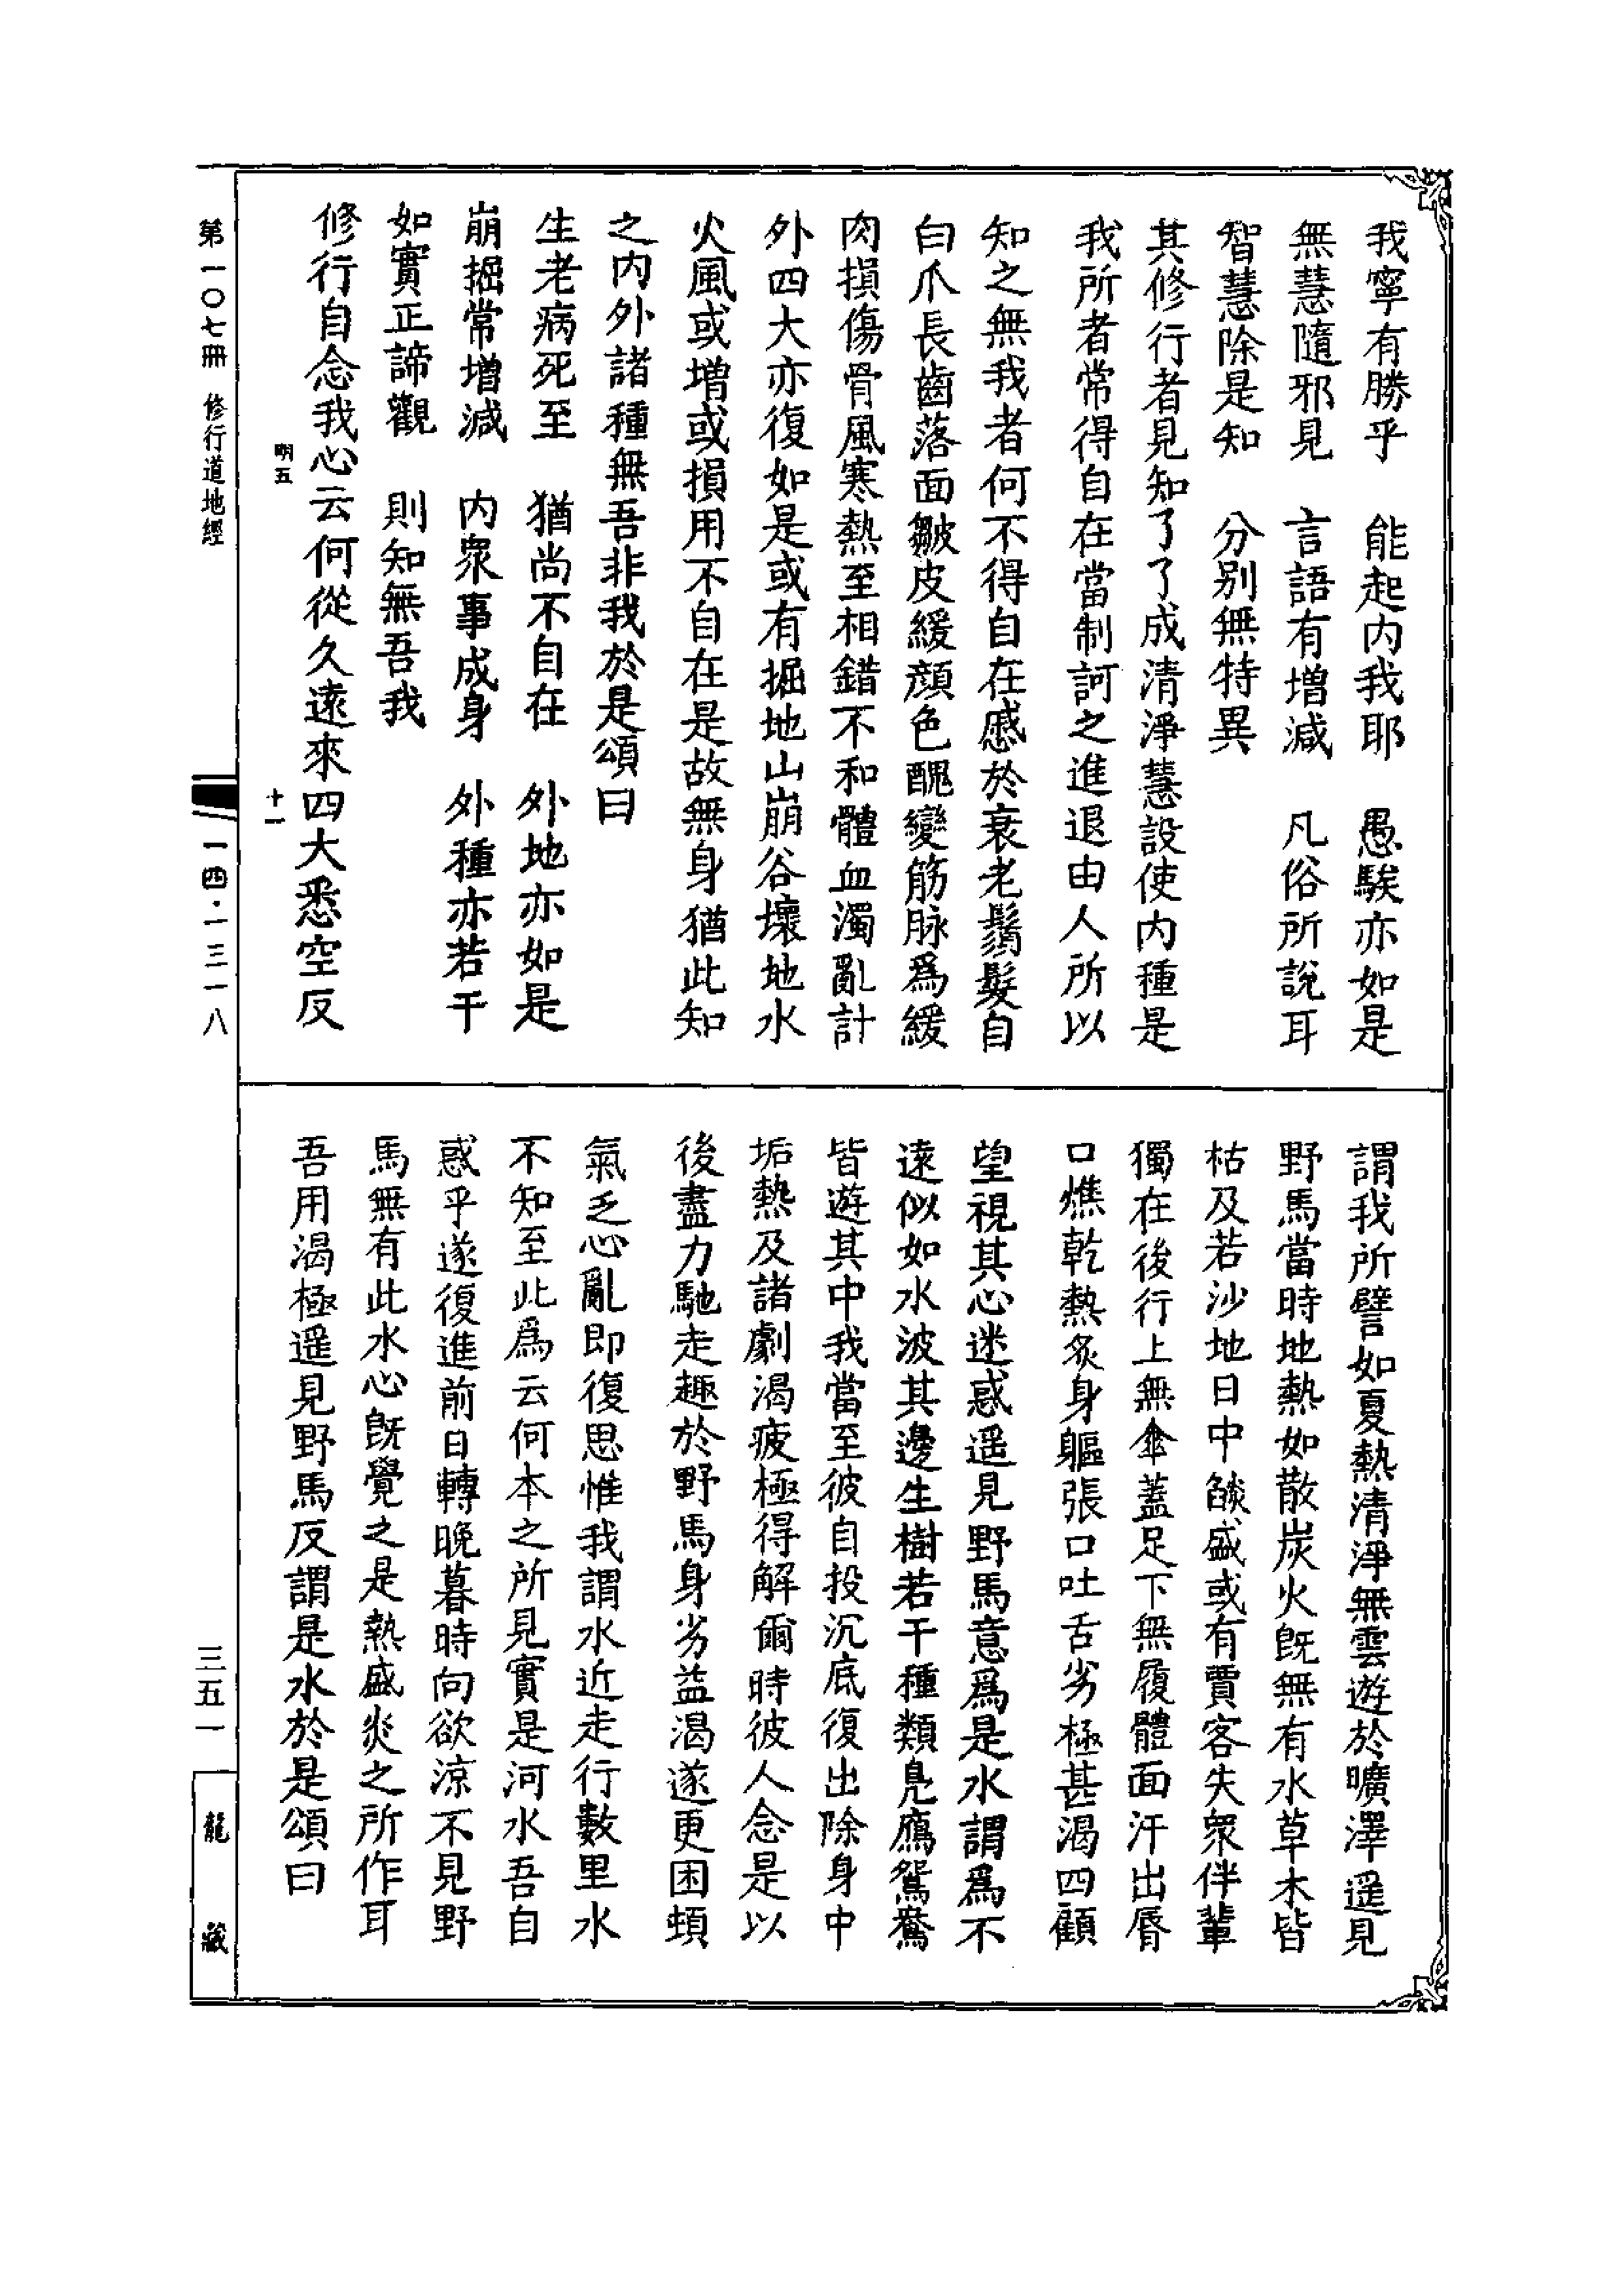 我寧有勝乎　能起内我耶　愚騃亦如是
無慧隨邪見　言語有増減　凡俗所說耳
智慧除是知　分别無特異
其修行者見知了了成清淨慧設使内種是
我所者常得自在當制訶之進退由人所以
知之無我者何不得自在感於衰老鬚髮自
白爪長齒落面皺皮緩顔色醜變筋脉爲緩
肉損傷骨風寒熱至相錯不和體血濁亂計
外四大亦復如是或有掘地山崩谷壞地水
火風或増或損用不自在是故無身猶此知
之内外諸種無吾非我於是頌曰
生老病死至　猶尚不自在　外地亦如是
崩掘常増減　内衆事成身　外種亦若干
如實正諦觀　則知無吾我
修行自念我心云何從久遠來四大悉空反
謂我所譬如夏熱清淨無雲遊於曠澤遥見
野馬當時地熱如散炭火既無有水草木皆
枯及若沙地日中燄盛或有賈客失衆伴輩
獨在後行上無傘蓋足下無履體面汗出脣
口燋乾熱炙身軀張口吐舌劣極甚渴四顧
望視其心迷惑遥見野馬意爲是水謂爲不
遠似如水波其邊生樹若干種類鳧鴈鴛鴦
皆遊其中我當至彼自投沉底復出除身中
垢熱及諸劇渴疲極得解爾時彼人念是以
後盡力馳走趣於野馬身劣益渴遂更困頓
氣乏心亂即復思惟我謂水近走行數里水
不知至此爲云何本之所見實是河水吾自
惑乎遂復進前日轉晚暮時向欲涼不見野
馬無有此水心既覺之是熱盛炎之所作耳
吾用渴極遥見野馬反謂是水於是頌曰
明五
十一
第一〇七冊　修行道地經
一四·一三一八
三五一
龍藏